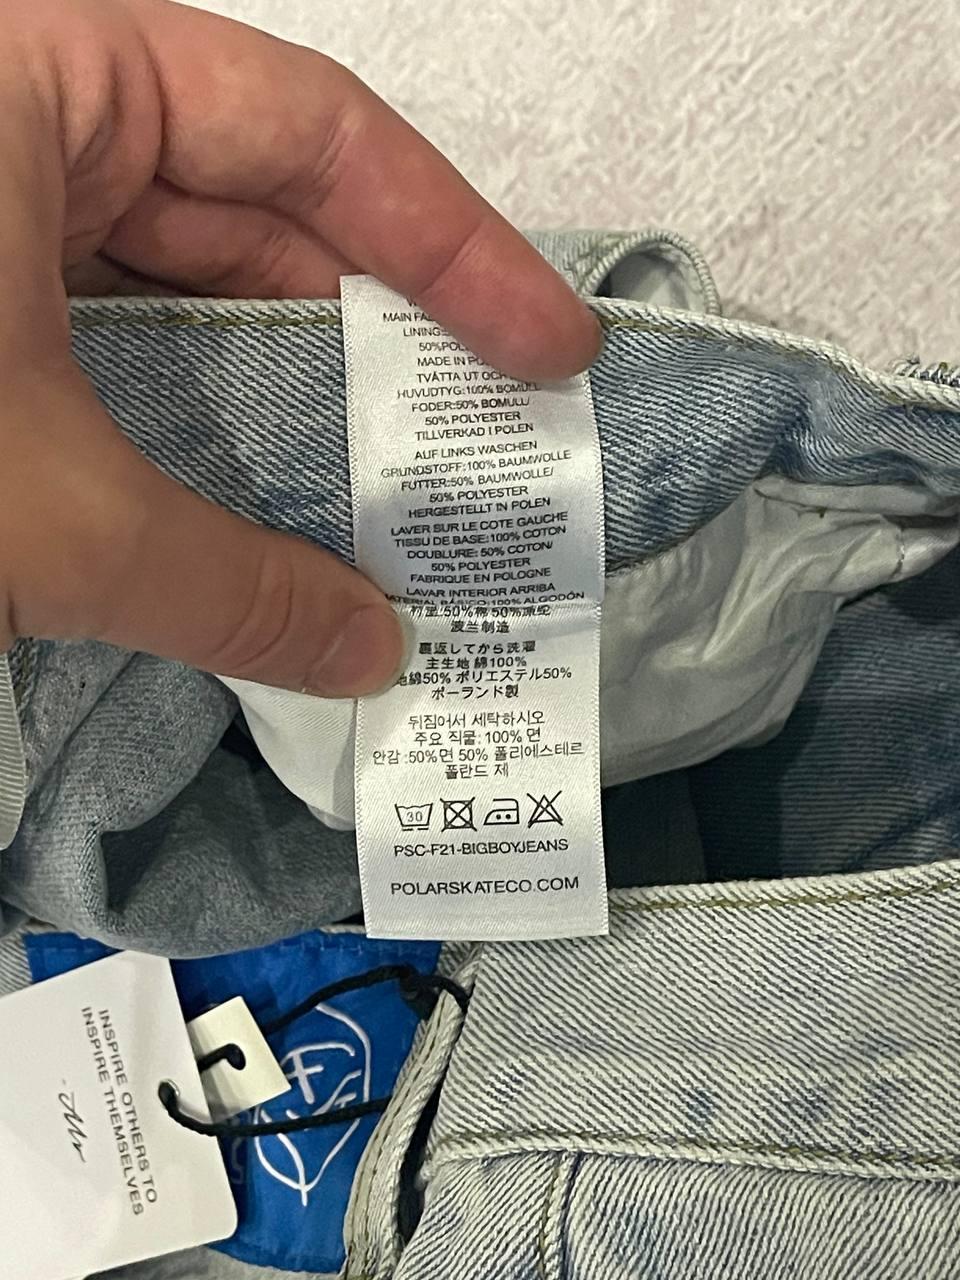 MAIN
LINING:
50%
MADE IN
TVÄTTA UT OCH
HUVUDTYG:100% BOMULL
FODER:50% BOMULL/
50% POLYESTER
TILLVERKAD I POLEN
AUF LINKS WASCHEN
GRUNDSTOFF:100% BAUMWOLLE
FUTTER:50% BAUMWOLLE/
50% POLYESTER
HERGESTELLT IN POLEN
LAVER SUR LE COTE GAUCHE
TISSU DE BASE:100% COTON
DOUBLURE: 50% COTON/
50% POLYESTER
FABRIQUE EN POLOGNE
LAVAR INTERIOR ARRIBA
MATERIAL BÁSICO:100% ALGODÓN
50%棉 50%
波兰制造
裏返してから洗濯
主生地 綿100%
地綿50% ポリエステル50%
ポーランド製
뒤집어서 세탁하시오
주요 직물: 100% 면
안감 :50%면 50% 폴리에스테르
폴란드 제
30
PSC-F21-BIGBOYJEANS
POLARSKATECO.COM
INSPIRE OTHERS TO
INSPIRE THEMSELVES